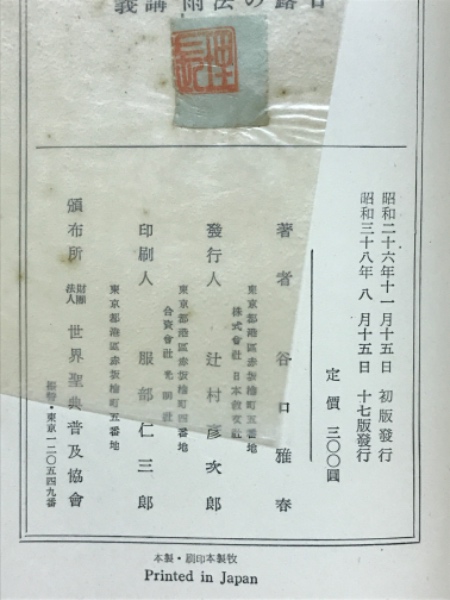 甘露の法雨講義
昭和二十六年十一月十五日 初版發行
昭和三十八年八月十五日 十七版發行
定價 三〇〇圓
著者 谷口雅春
東京都港區赤坂檜町五番地
株式會社日本教文社
發行人 辻村彦次郎
東京都港區赤坂檜町四番地
合資會社光明社
印刷人 服部仁三郎
東京都港區赤坂檜町五番地
頒布所 財團法人 世界聖典普及協會
振替・東京一二〇五四九番
牧製本印刷・製本
Printed in Japan